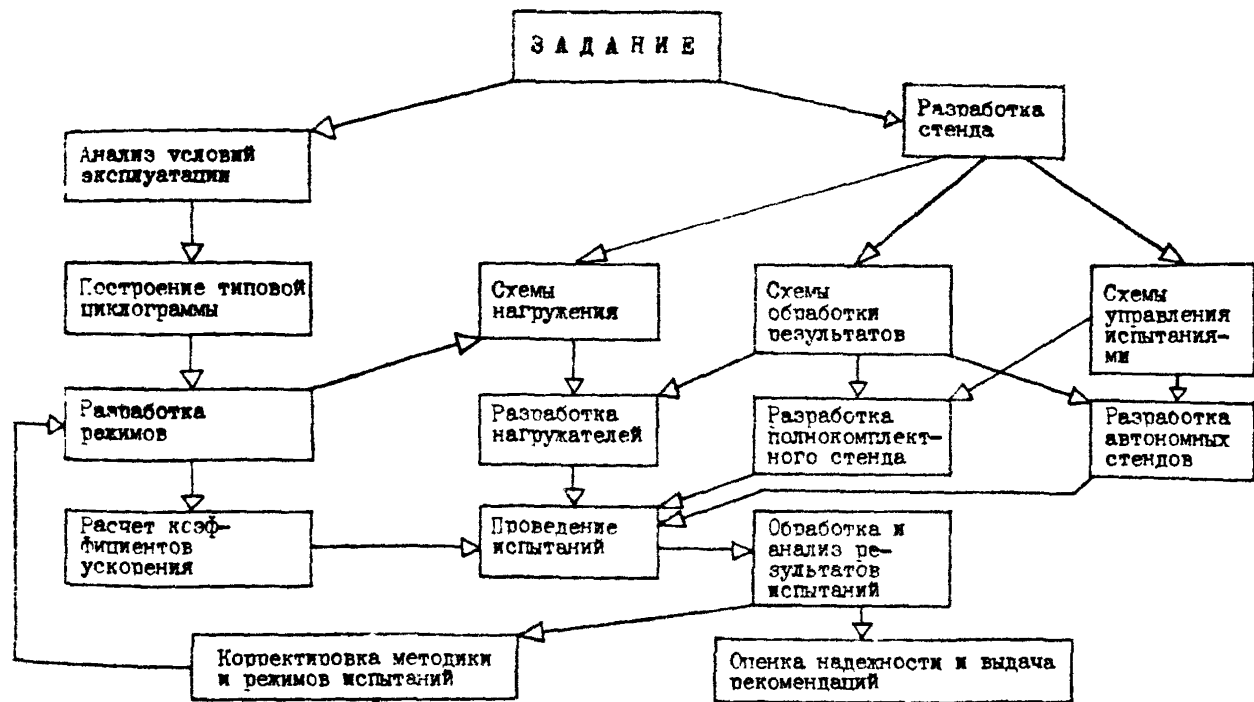 ЗАДАНИЕ
Разработка
стенда
Анализ условий
эксплуатации
Построение типовой
циклограммы
Схемы
нагружения
Схемы
обработки
результатов
Схемы
управления
испытания-
ми
Разработка
режимов
Разработка
нагружателей
Разработка
полнокомплект-
ного стенда
Разработка
автономных
стендов
Расчет коэф-
фициентов
ускорения
Проведение
испытаний
Обработка и
анализ ре-
зультатов
испытаний
Корректировка методики
и режимов испытаний
Оценка надежности и выдача
рекомендаций